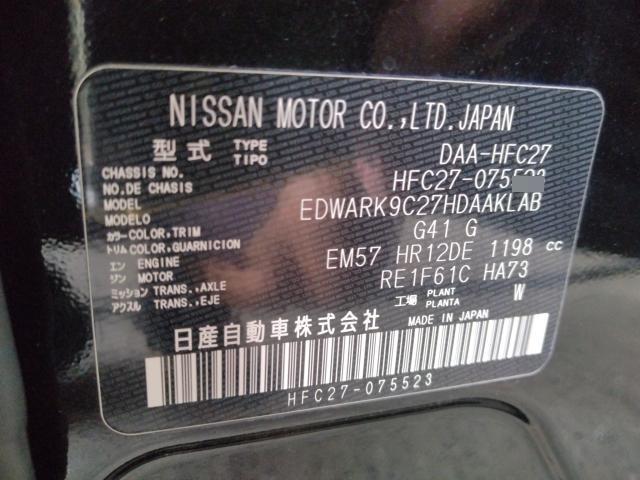 NISSAN MOTOR CO.,LTD.JAPAN
型式 TYPE TIPO DAA-HFC27
CHASSIS NO. NO.DE CHASIS HFC27-0755
MODEL MODELO EDWARK9C27HDAAKLAB
カラー COLOR,TRIM トリム COLOR,GUARNICION G41 G
エン ENGINE ジン MOTOR EM57 HR12DE 1198 cc
ミッション TRANS.,AXLE アクスル TRANS.,EJE RE1F61C HA73
工場 PLANT PLANTA W
日産自動車株式会社 MADE IN JAPAN
HFC27-075523